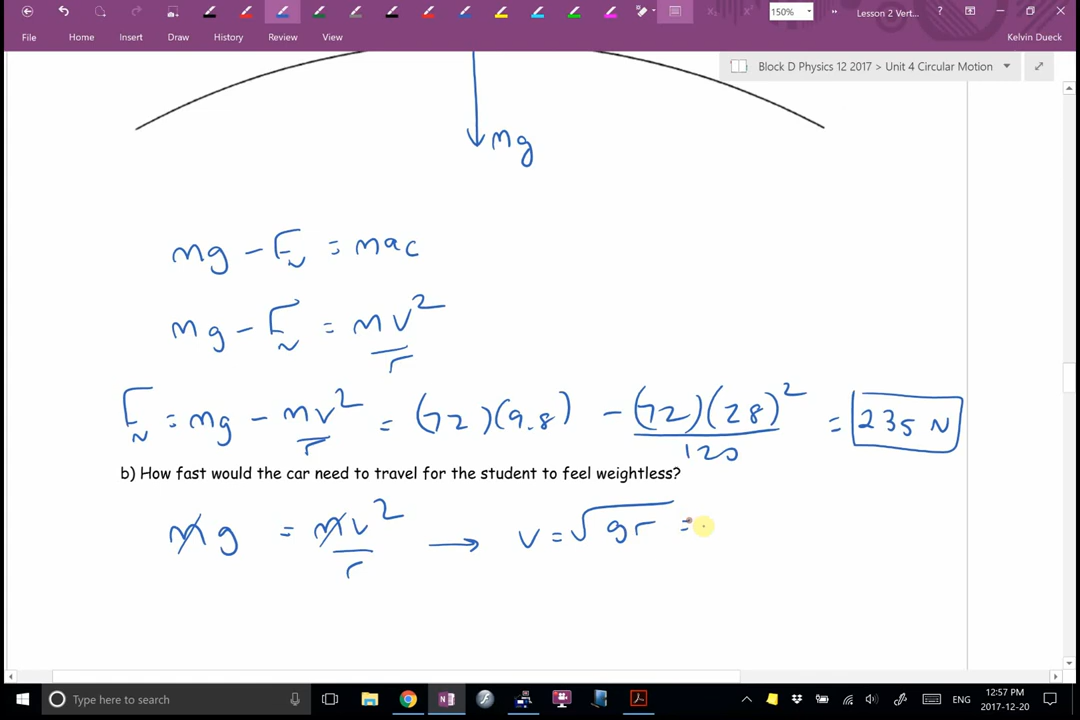 150%
Lesson 2 Vert...
File Home Insert Draw History Review View
Kelvin Dueck
Block D Physics 12 2017 > Unit 4 Circular Motion
mg
mg - F_N = mac
mg - F_N = mv²/r
F_N = mg - mv²/r = (72)(9.8) - (72)(28)²/120 = 235 N
b) How fast would the car need to travel for the student to feel weightless?
mg = mv²/r → v = √gr =
Type here to search
ENG
12:57 PM
2017-12-20